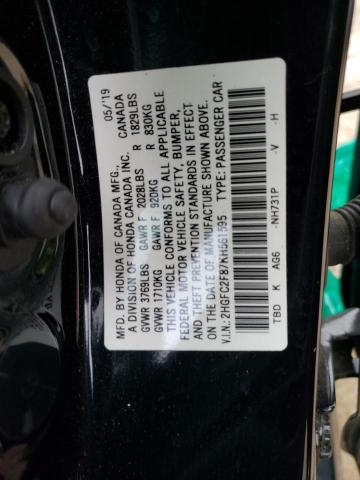 MFD. BY HONDA OF CANADA MFG., 05/'19
A DIVISION OF HONDA CANADA INC. CANADA
GVWR 3769LBS GAWR F 2028LBS R 1829LBS
GVWR 1710KG GAWR F 920KG R 830KG
THIS VEHICLE CONFORMS TO ALL APPLICABLE
FEDERAL MOTOR VEHICLE SAFETY, BUMPER,
AND THEFT PREVENTION STANDARDS IN EFFECT
ON THE DATE OF MANUFACTURE SHOWN ABOVE.
V.I.N.: 2HGFC2F87KH561595 TYPE: PASSENGER CAR
TBD K AG6 -NH731P -V -H